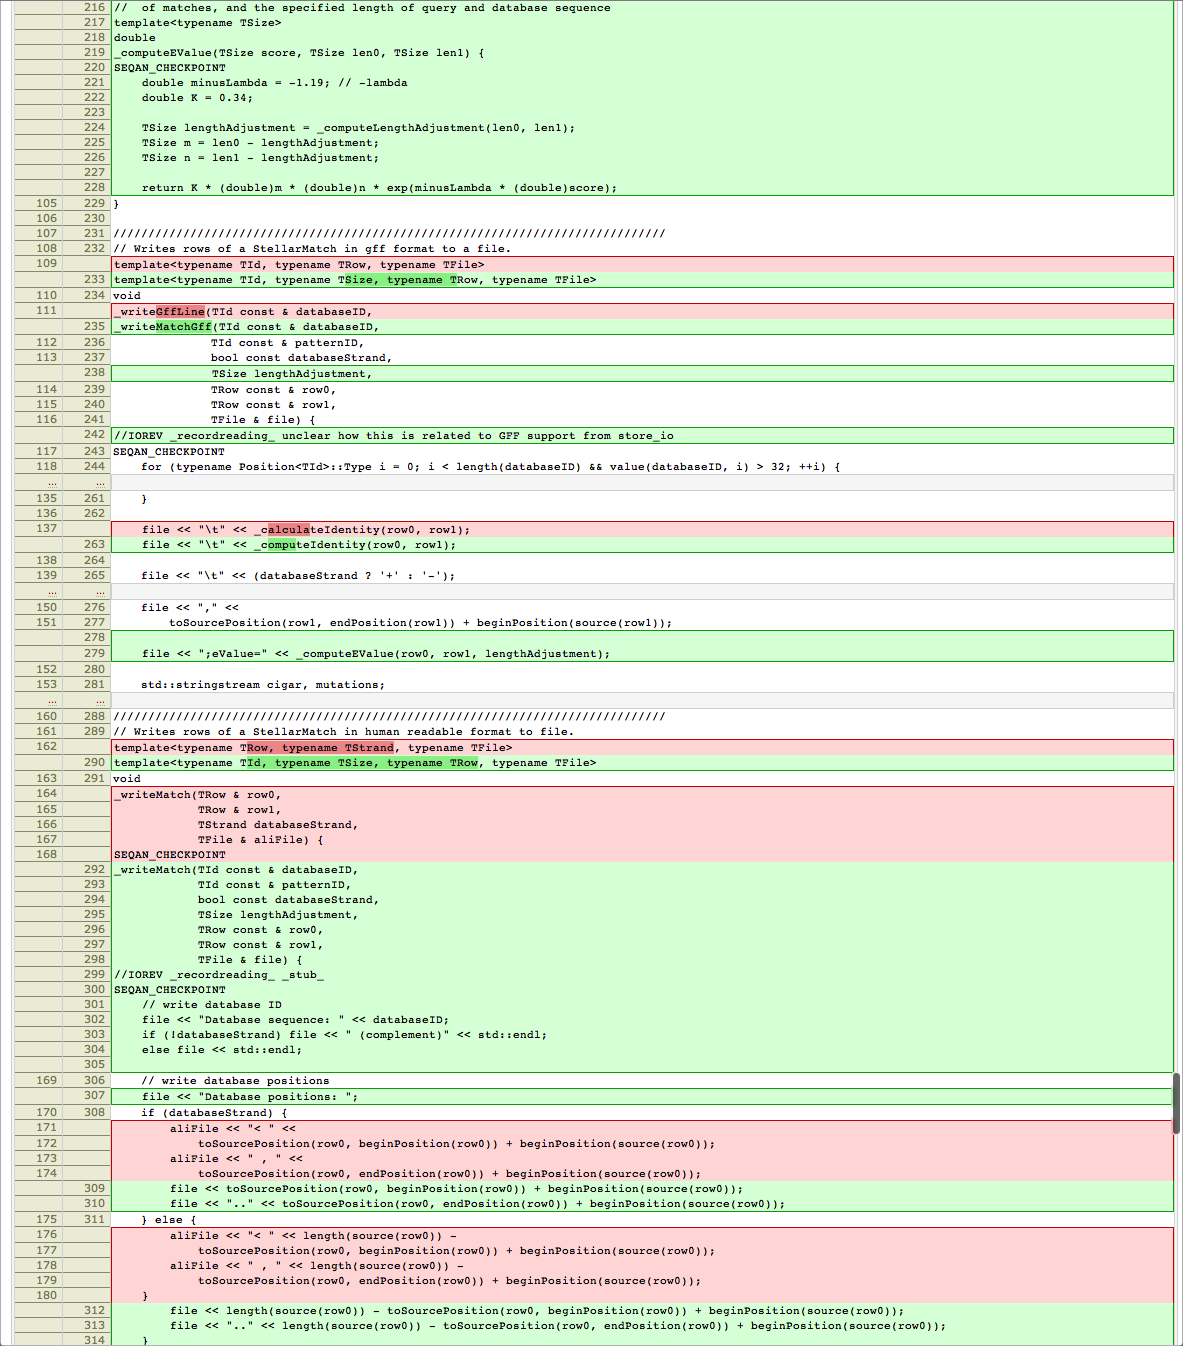 216 //  of matches, and the specified length of query and database sequence
217 template<typename TSize>
218 double
219 _computeEValue(TSize score, TSize len0, TSize len1) {
220 SEQAN_CHECKPOINT
221     double minusLambda = -1.19; // -lambda
222     double K = 0.34;
223
224     TSize lengthAdjustment = _computeLengthAdjustment(len0, len1);
225     TSize m = len0 - lengthAdjustment;
226     TSize n = len1 - lengthAdjustment;
227
228     return K * (double)m * (double)n * exp(minusLambda * (double)score);
105 229 }
106 230
107 231 ///////////////////////////////////////////////////////////////////////////////
108 232 // Writes rows of a StellarMatch in gff format to a file.
109 template<typename TId, typename TRow, typename TFile>
233 template<typename TId, typename TSize, typename TRow, typename TFile>
110 234 void
111 _writeGffLine(TId const & databaseID,
235 _writeMatchGff(TId const & databaseID,
112 236               TId const & patternID,
113 237               bool const databaseStrand,
238               TSize lengthAdjustment,
114 239               TRow const & row0,
115 240               TRow const & row1,
116 241               TFile & file) {
242 //IOREV _recordreading_ unclear how this is related to GFF support from store_io
117 243 SEQAN_CHECKPOINT
118 244     for (typename Position<TId>::Type i = 0; i < length(databaseID) && value(databaseID, i) > 32; ++i) {
... ...
135 261     }
136 262
137     file << "\t" << _calculateIdentity(row0, row1);
263     file << "\t" << _computeIdentity(row0, row1);
138 264
139 265     file << "\t" << (databaseStrand ? '+' : '-');
... ...
150 276     file << "," <<
151 277         toSourcePosition(row1, endPosition(row1)) + beginPosition(source(row1));
278
279     file << ";eValue=" << _computeEValue(row0, row1, lengthAdjustment);
152 280
153 281     std::stringstream cigar, mutations;
... ...
160 288 ///////////////////////////////////////////////////////////////////////////////
161 289 // Writes rows of a StellarMatch in human readable format to file.
162 template<typename TRow, typename TStrand, typename TFile>
290 template<typename TId, typename TSize, typename TRow, typename TFile>
163 291 void
164 _writeMatch(TRow & row0,
165             TRow & row1,
166             TStrand databaseStrand,
167             TFile & aliFile) {
168 SEQAN_CHECKPOINT
292 _writeMatch(TId const & databaseID,
293             TId const & patternID,
294             bool const databaseStrand,
295             TSize lengthAdjustment,
296             TRow const & row0,
297             TRow const & row1,
298             TFile & file) {
299 //IOREV _recordreading_ _stub_
300 SEQAN_CHECKPOINT
301     // write database ID
302     file << "Database sequence: " << databaseID;
303     if (!databaseStrand) file << " (complement)" << std::endl;
304     else file << std::endl;
305
169 306     // write database positions
307     file << "Database positions: ";
170 308     if (databaseStrand) {
171         aliFile << "< " <<
172             toSourcePosition(row0, beginPosition(row0)) + beginPosition(source(row0));
173         aliFile << " , " <<
174             toSourcePosition(row0, endPosition(row0)) + beginPosition(source(row0));
309         file << toSourcePosition(row0, beginPosition(row0)) + beginPosition(source(row0));
310         file << ".." << toSourcePosition(row0, endPosition(row0)) + beginPosition(source(row0));
175 311     } else {
176         aliFile << "< " << length(source(row0)) -
177             toSourcePosition(row0, beginPosition(row0)) + beginPosition(source(row0));
178         aliFile << " , " << length(source(row0)) -
179             toSourcePosition(row0, endPosition(row0)) + beginPosition(source(row0));
180     }
312         file << length(source(row0)) - toSourcePosition(row0, beginPosition(row0)) + beginPosition(source(row0));
313         file << ".." << length(source(row0)) - toSourcePosition(row0, endPosition(row0)) + beginPosition(source(row0));
314     }